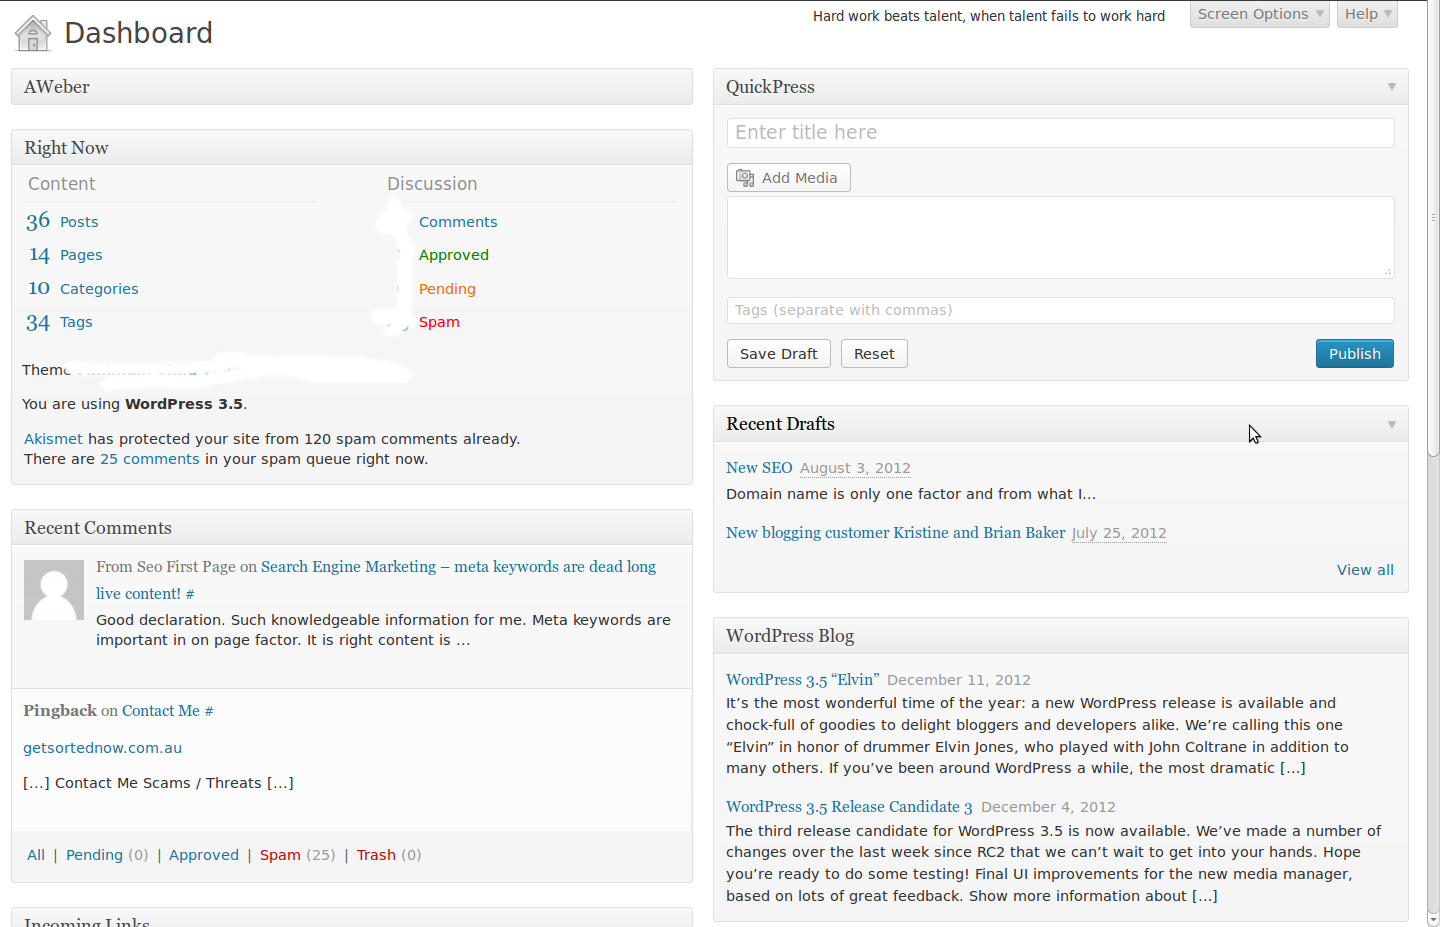 Dashboard
Hard work beats talent, when talent fails to work hard
Screen Options
Help
AWeber
Right Now
Content
Discussion
36 Posts
Comments
14 Pages
Approved
10 Categories
Pending
34 Tags
Spam
Theme
You are using WordPress 3.5.
Akismet has protected your site from 120 spam comments already.
There are 25 comments in your spam queue right now.
Recent Comments
From Seo First Page on Search Engine Marketing – meta keywords are dead long
live content! #
Good declaration. Such knowledgeable information for me. Meta keywords are
important in on page factor. It is right content is ...
Pingback on Contact Me #
getsortednow.com.au
[...] Contact Me Scams / Threats [...]
All | Pending (0) | Approved | Spam (25) | Trash (0)
Incoming Links
QuickPress
Enter title here
Add Media
Tags (separate with commas)
Save Draft
Reset
Publish
Recent Drafts
New SEO August 3, 2012
Domain name is only one factor and from what I...
New blogging customer Kristine and Brian Baker July 25, 2012
View all
WordPress Blog
WordPress 3.5 “Elvin” December 11, 2012
It’s the most wonderful time of the year: a new WordPress release is available and
chock-full of goodies to delight bloggers and developers alike. We’re calling this one
“Elvin” in honor of drummer Elvin Jones, who played with John Coltrane in addition to
many others. If you’ve been around WordPress a while, the most dramatic [...]
WordPress 3.5 Release Candidate 3 December 4, 2012
The third release candidate for WordPress 3.5 is now available. We’ve made a number of
changes over the last week since RC2 that we can’t wait to get into your hands. Hope
you’re ready to do some testing! Final UI improvements for the new media manager,
based on lots of great feedback. Show more information about [...]